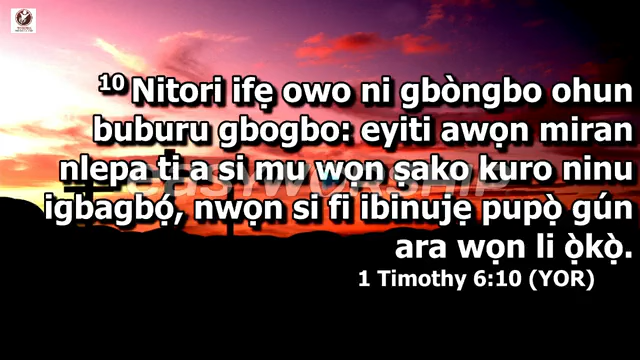 10 Nitori ifẹ owo ni gbòngbo ohun
buburu gbogbo: eyiti awọn miran
nlepa ti a si mu wọn ṣako kuro ninu
igbagbọ́, nwọn si fi ibinujẹ pupọ̀ gún
ara wọn li ọ̀kọ̀.
1 Timothy 6:10 (YOR)
EASYWORSHIP